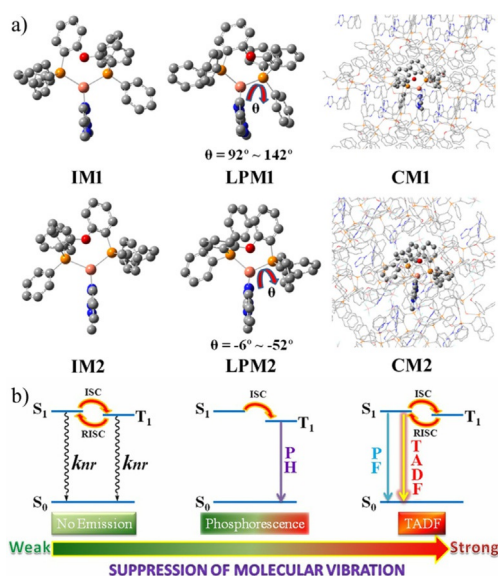 a)
θ
θ = 92° ~ 142°
IM1 LPM1 CM1
θ
θ = -6° ~ -52°
IM2 LPM2 CM2
b)
S1 ISC T1 S1 ISC T1 S1 ISC T1
RISC RISC
knr knr PH PF TADF
S0 S0 S0
No Emission Phosphorescence TADF
Weak Strong
SUPPRESSION OF MOLECULAR VIBRATION